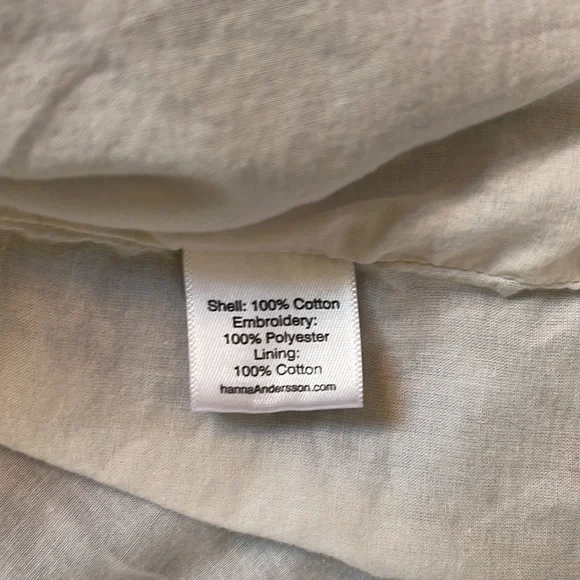 Shell: 100% Cotton
Embroidery:
100% Polyester
Lining:
100% Cotton
hannaAndersson.com